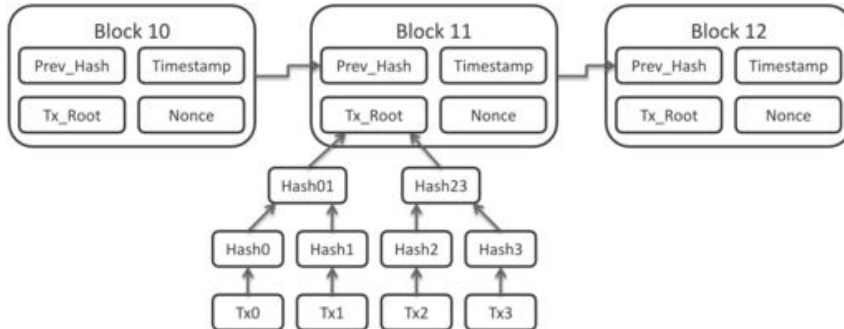 Block 10 Block 11 Block 12
Prev_Hash Timestamp Prev_Hash Timestamp Prev_Hash Timestamp
Tx_Root Nonce Tx_Root Nonce Tx_Root Nonce
Hash01 Hash23
Hash0 Hash1 Hash2 Hash3
Tx0 Tx1 Tx2 Tx3